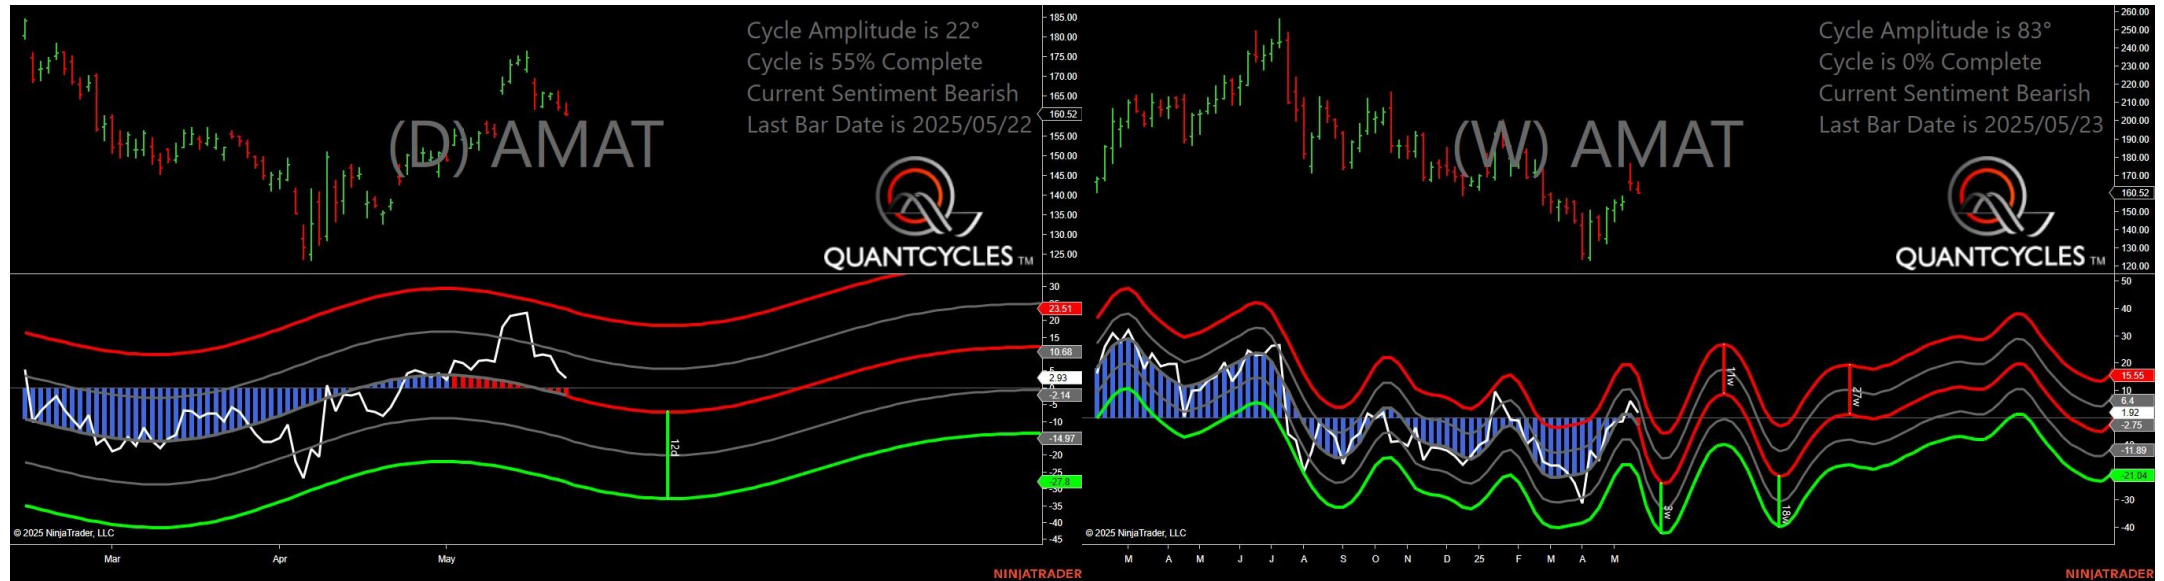 Cycle Amplitude is 22°
Cycle is 55% Complete
Current Sentiment Bearish
Last Bar Date is 2025/05/22
(D) AMAT
QUANTCYCLES TM
185.00
180.00
175.00
170.00
165.00
160.52
155.00
150.00
145.00
140.00
135.00
130.00
125.00
30
23.51
20
15
10.68
2.93
-2.14
-5
-10
-14.97
-20
-25
-27.8
-35
-40
-45
12d
© 2025 NinjaTrader, LLC
Mar
Apr
May
NINJATRADER
Cycle Amplitude is 83°
Cycle is 0% Complete
Current Sentiment Bearish
Last Bar Date is 2025/05/23
(W) AMAT
QUANTCYCLES TM
260.00
250.00
240.00
230.00
220.00
210.00
200.00
190.00
180.00
170.00
160.52
150.00
140.00
130.00
120.00
50
40
30
20
15.55
10
6.4
1.92
-2.75
-11.89
-21.04
-30
-40
11w
27w
18w
© 2025 NinjaTrader, LLC
M
A
M
J
J
A
S
O
N
D
25
F
M
A
M
NINJATRADER